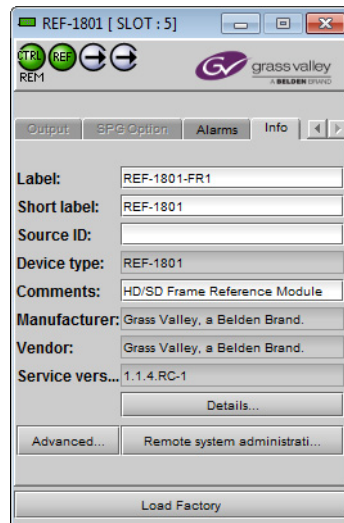 REF-1801 [ SLOT : 5]
CTRL REF
REM
grass valley
A BELDEN BRAND
Output SPG Option Alarms Info
Label: REF-1801-FR1
Short label: REF-1801
Source ID:
Device type: REF-1801
Comments: HD/SD Frame Reference Module
Manufacturer: Grass Valley, a Belden Brand.
Vendor: Grass Valley, a Belden Brand.
Service vers... 1.1.4.RC-1
Details...
Advanced... Remote system administrati...
Load Factory